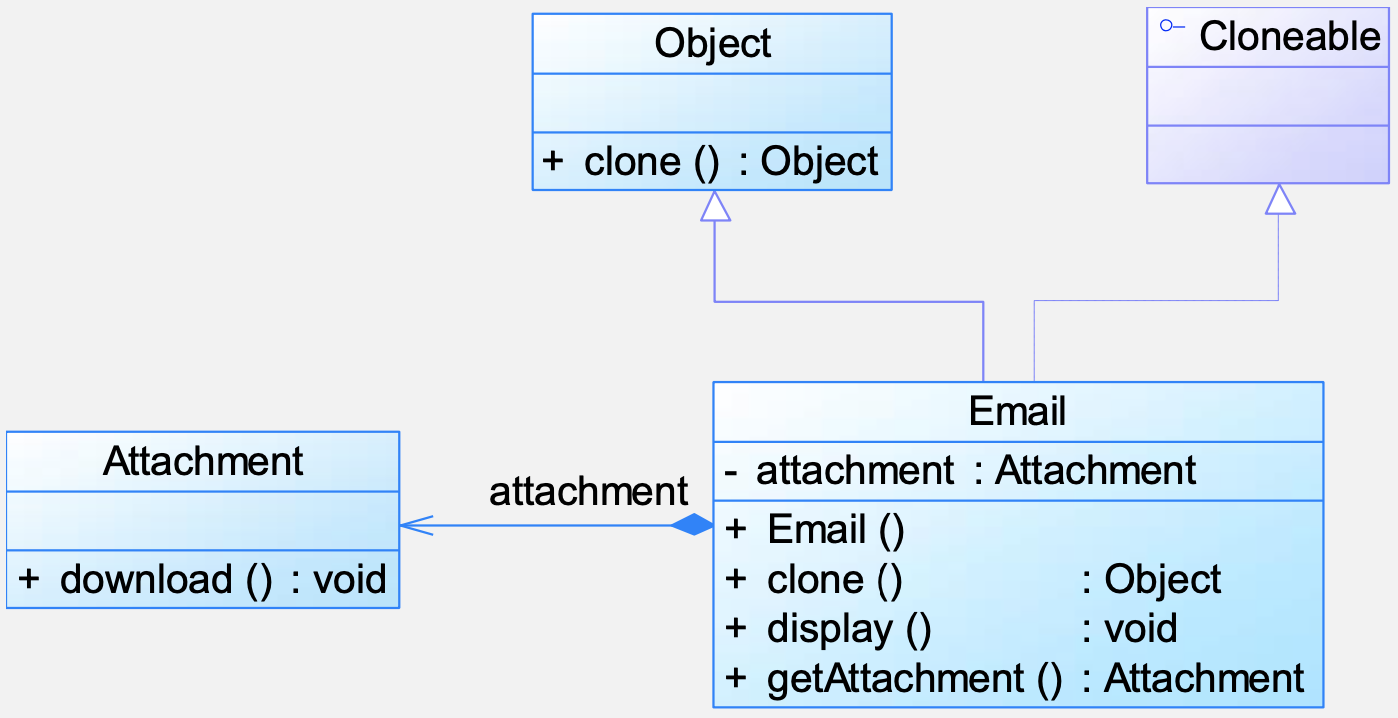 Object
+ clone () : Object
Cloneable
Attachment
+ download () : void
attachment
Email
- attachment : Attachment
+ Email ()
+ clone () : Object
+ display () : void
+ getAttachment () : Attachment